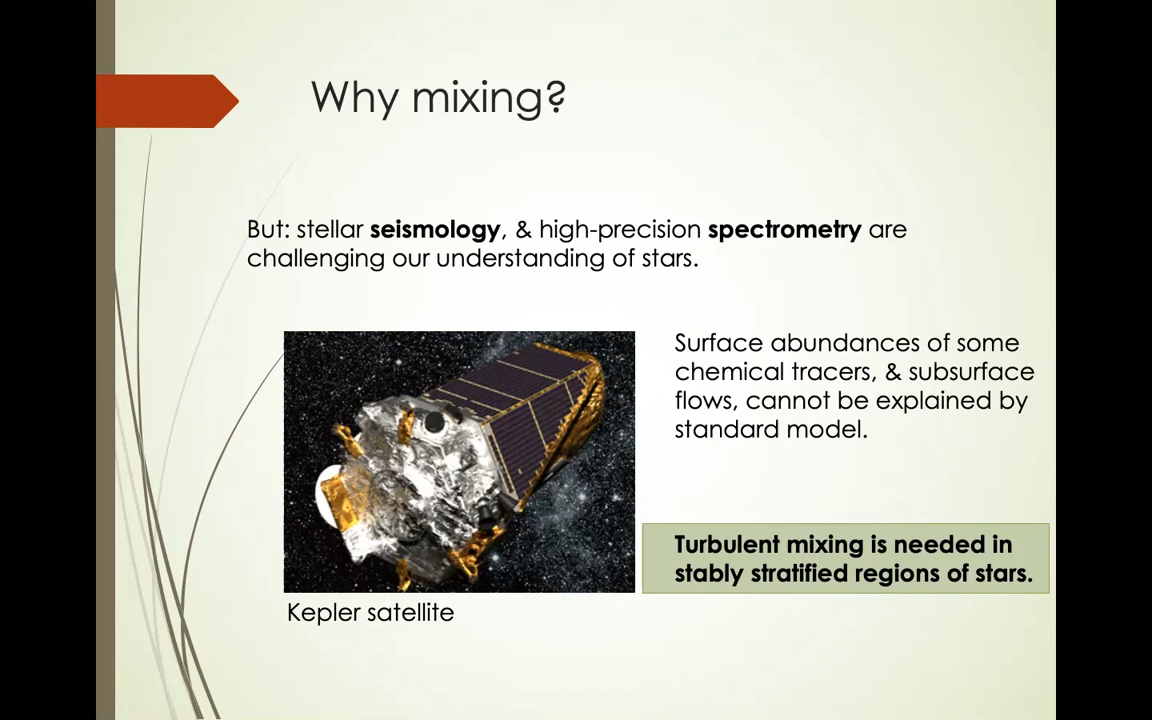 Why mixing?
But: stellar seismology, & high-precision spectrometry are
challenging our understanding of stars.
Surface abundances of some
chemical tracers, & subsurface
flows, cannot be explained by
standard model.
Turbulent mixing is needed in
stably stratified regions of stars.
Kepler satellite